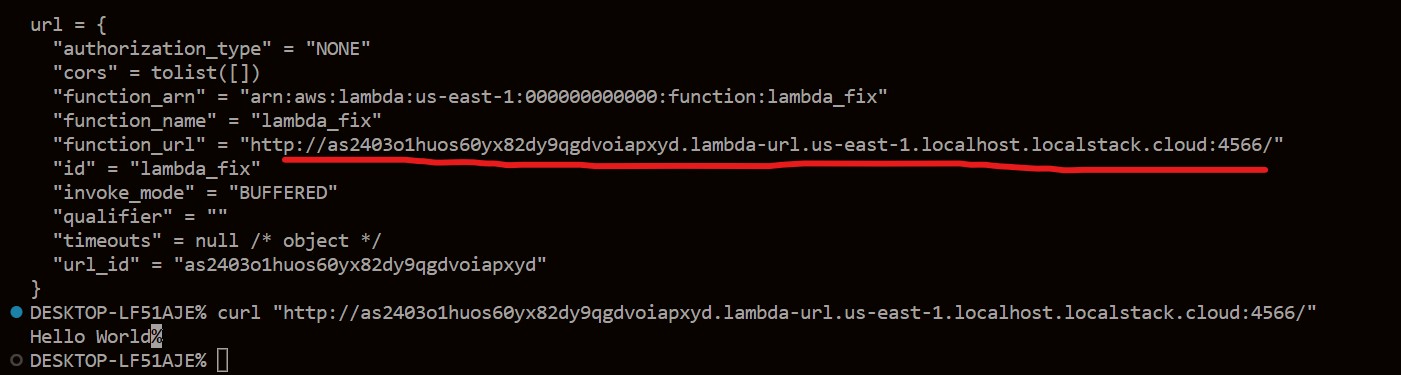 url = {
"authorization_type" = "NONE"
"cors" = tolist([])
"function_arn" = "arn:aws:lambda:us-east-1:000000000000:function:lambda_fix"
"function_name" = "lambda_fix"
"function_url" = "http://as2403o1huos60yx82dy9qgdvoiapxyd.lambda-url.us-east-1.localhost.localstack.cloud:4566/"
"id" = "lambda_fix"
"invoke_mode" = "BUFFERED"
"qualifier" = ""
"timeouts" = null /* object */
"url_id" = "as2403o1huos60yx82dy9qgdvoiapxyd"
}
DESKTOP-LF51AJE% curl "http://as2403o1huos60yx82dy9qgdvoiapxyd.lambda-url.us-east-1.localhost.localstack.cloud:4566/"
Hello World%
DESKTOP-LF51AJE%